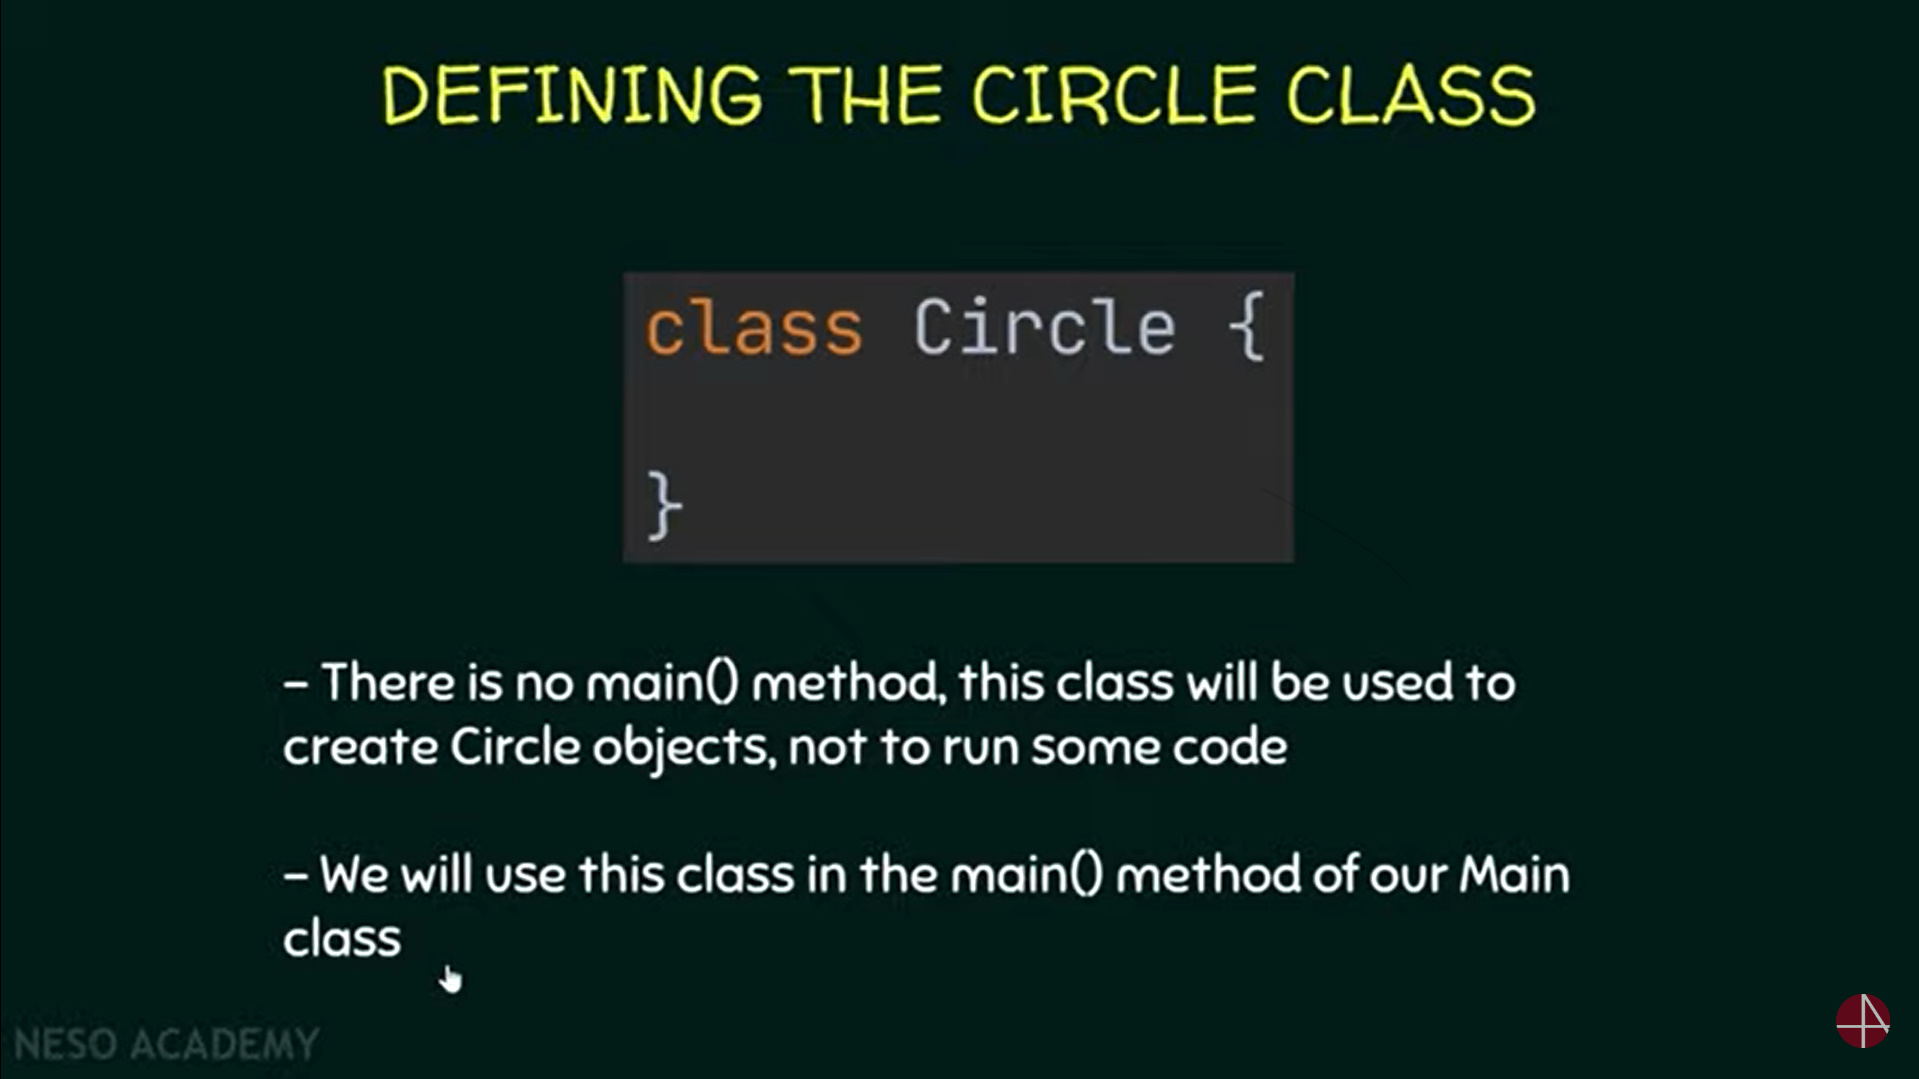 DEFINING THE CIRCLE CLASS
class Circle {
}
– There is no main() method, this class will be used to
create Circle objects, not to run some code
– We will use this class in the main() method of our Main
class
NESO ACADEMY